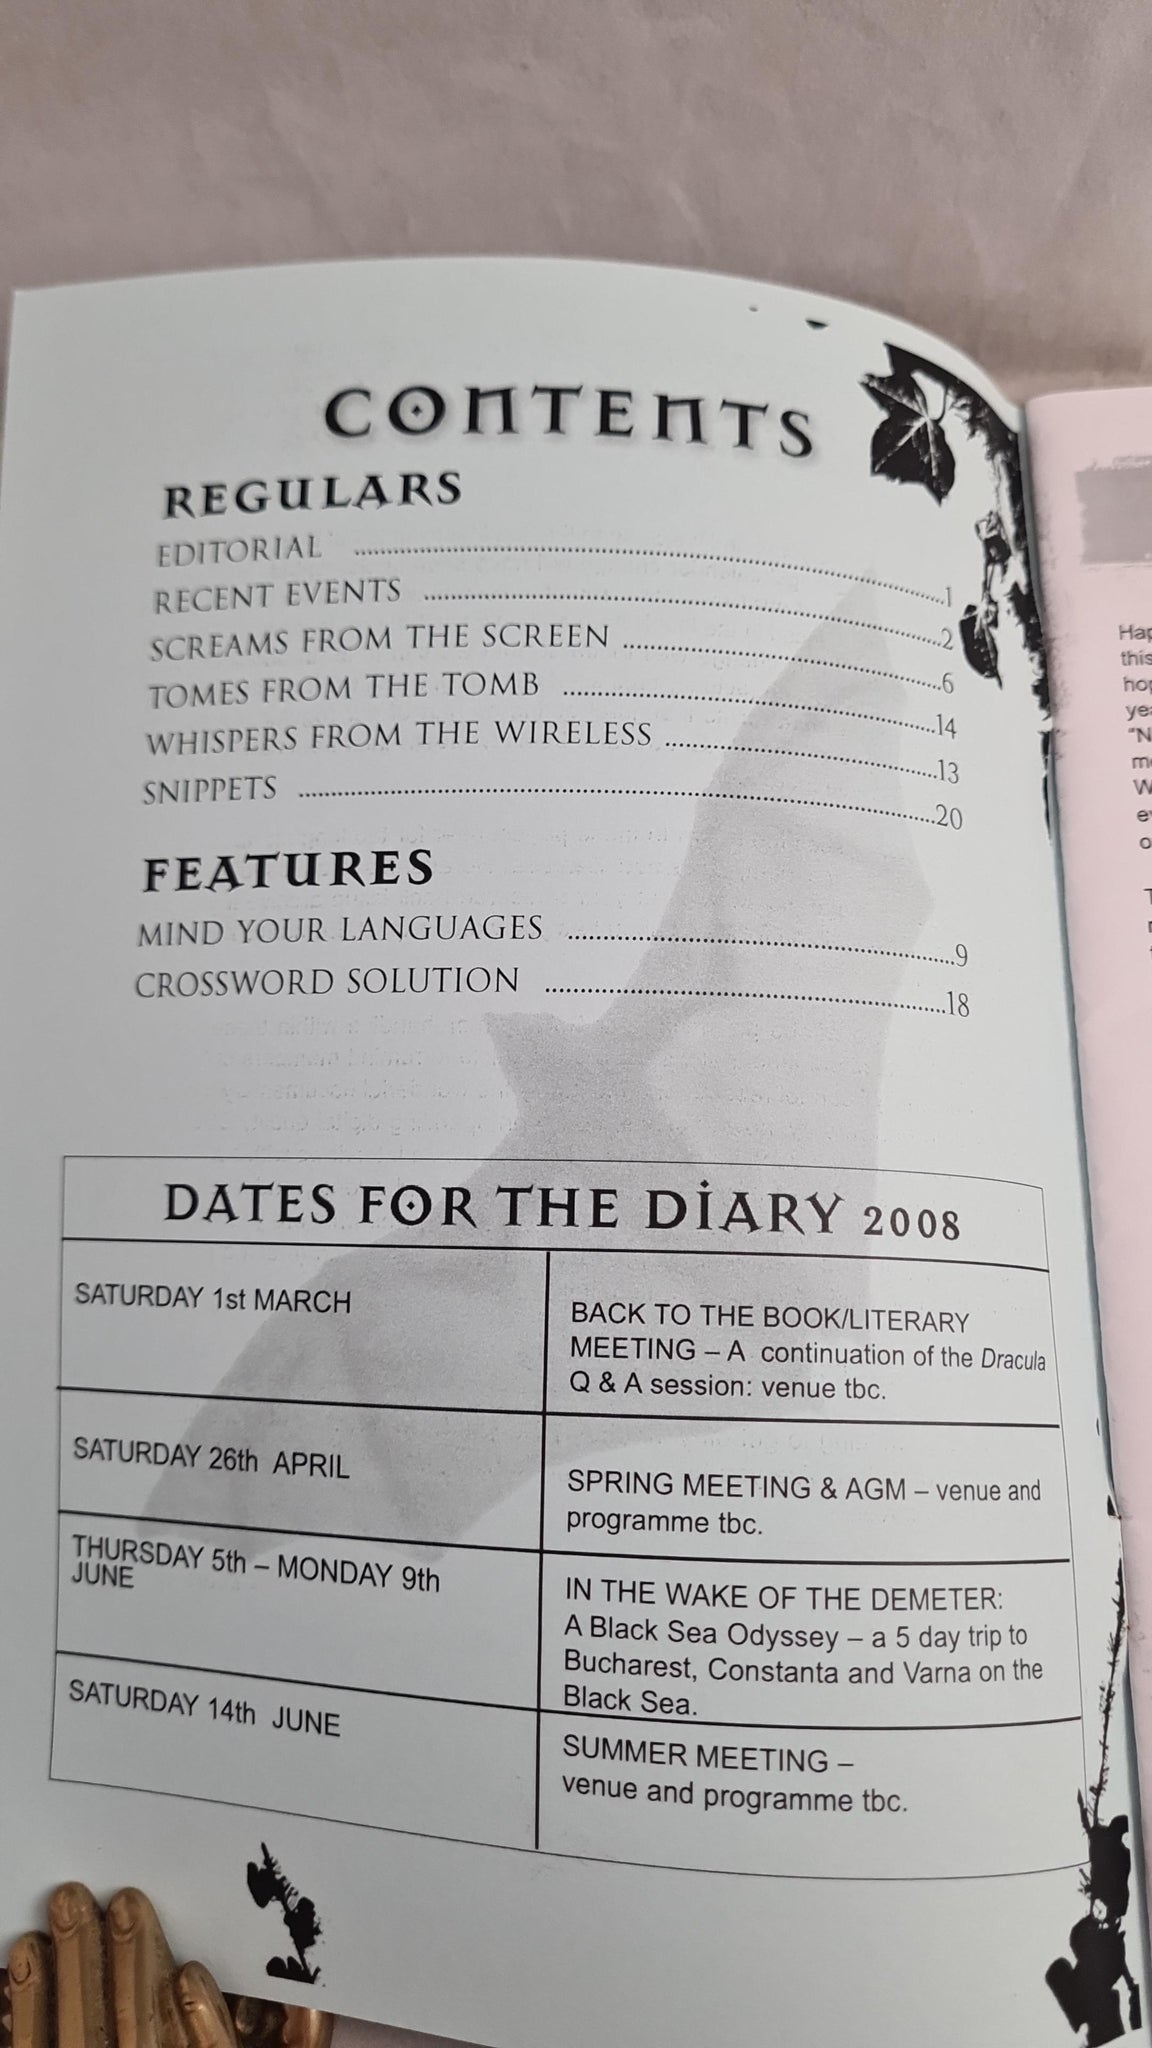 CONTENTS
REGULARS
EDITORIAL ........ 1
RECENT EVENTS ........ 2
SCREAMS FROM THE SCREEN ........ 6
TOMES FROM THE TOMB ........ 14
WHISPERS FROM THE WIRELESS ........ 13
SNIPPETS ........ 20
FEATURES
MIND YOUR LANGUAGES ........ 9
CROSSWORD SOLUTION ........ 18
DATES FOR THE DIARY 2008
SATURDAY 1st MARCH
BACK TO THE BOOK/LITERARY
MEETING – A continuation of the Dracula
Q & A session: venue tbc.
SATURDAY 26th APRIL
SPRING MEETING & AGM – venue and
programme tbc.
THURSDAY 5th – MONDAY 9th
JUNE
IN THE WAKE OF THE DEMETER:
A Black Sea Odyssey – a 5 day trip to
Bucharest, Constanta and Varna on the
Black Sea.
SATURDAY 14th JUNE
SUMMER MEETING –
venue and programme tbc.
this